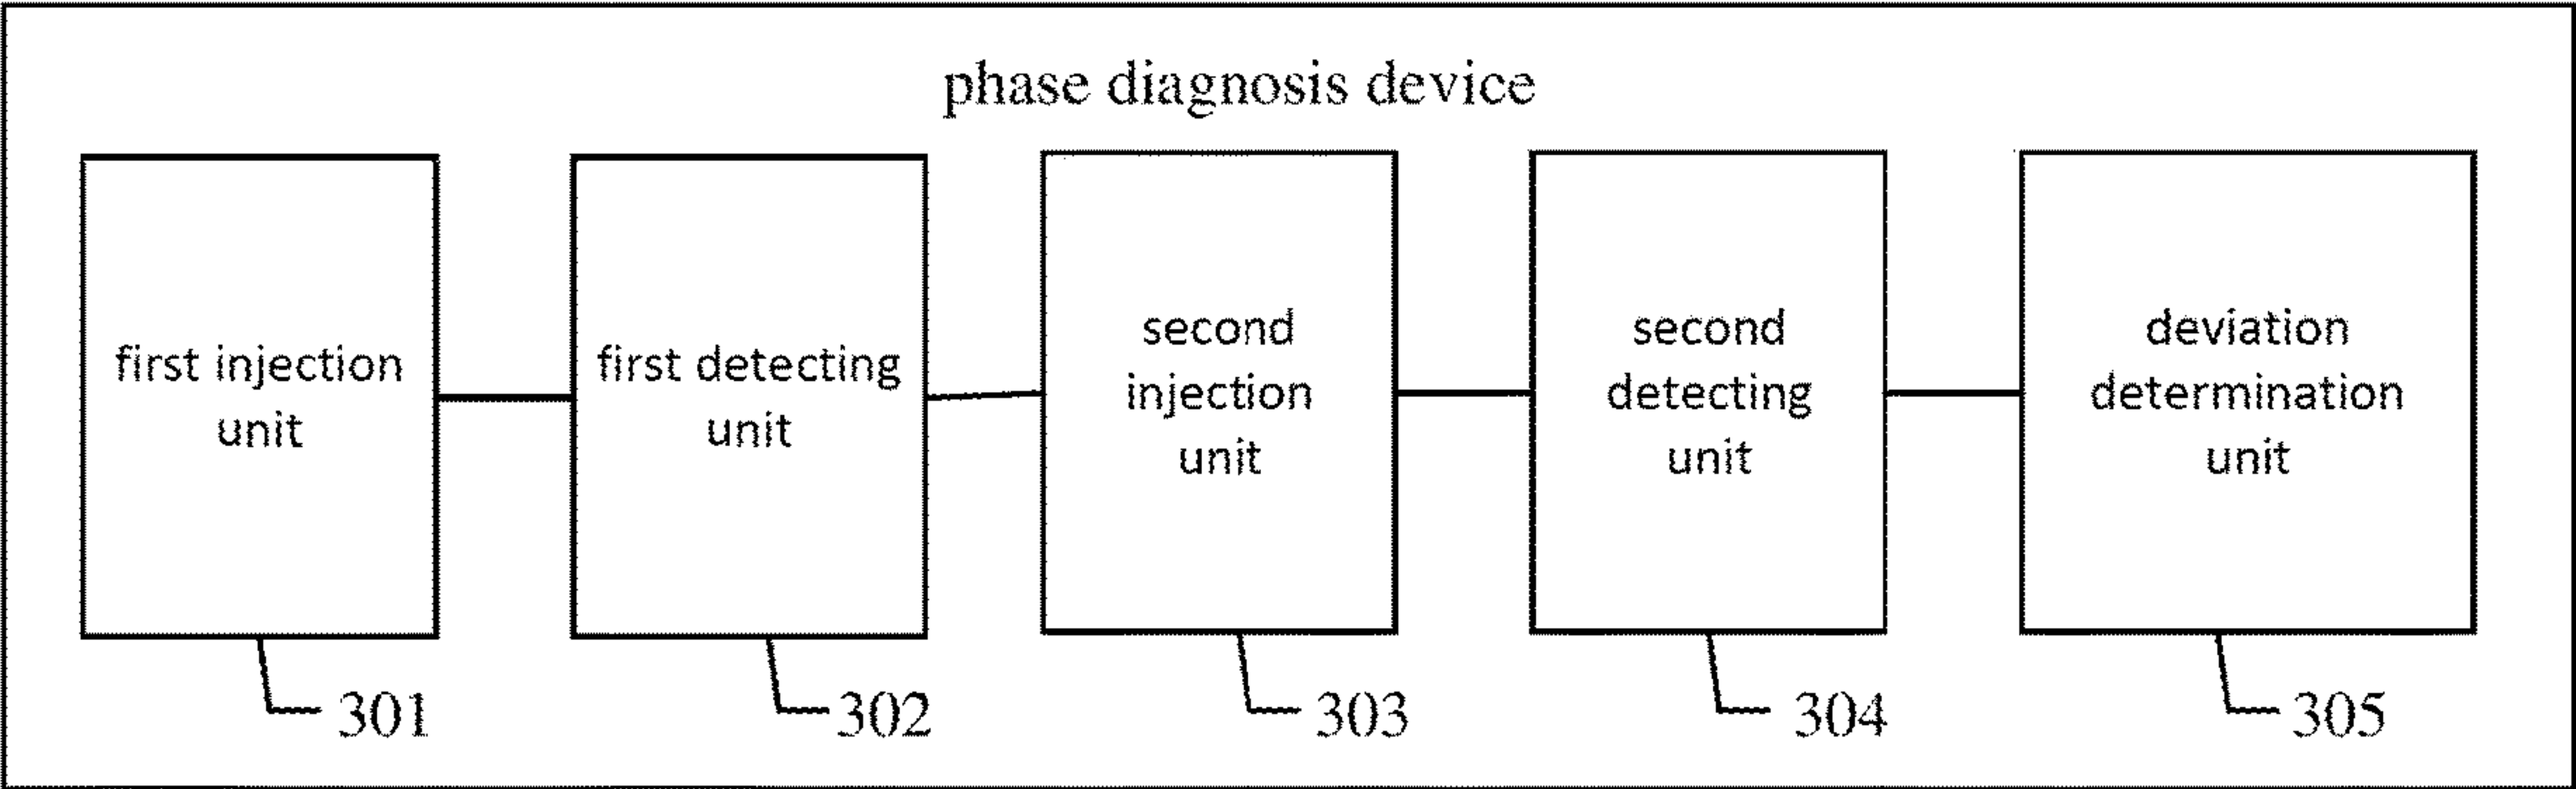 phase diagnosis device
first injection
unit
first detecting
unit
second
injection
unit
second
detecting
unit
deviation
determination
unit
301
302
303
304
305